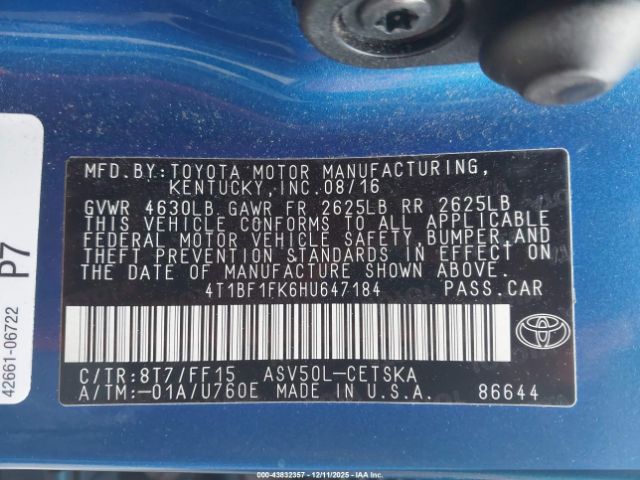 MFD.BY:TOYOTA MOTOR MANUFACTURING,
KENTUCKY,INC.08/16
GVWR 4630LB, GAWR FR 2625LB RR 2625LB
THIS VEHICLE CONFORMS TO ALL APPLICABLE
FEDERAL MOTOR VEHICLE SAFETY,BUMPER,AND
THEFT PREVENTION STANDARDS IN EFFECT ON
THE DATE OF MANUFACTURE SHOWN ABOVE.
4T1BF1FK6HU647184 PASS.CAR
C/TR:8T7/FF15 ASV50L-CETSKA
A/TM:-01A/U760E MADE IN U.S.A. 86644
42661-06722 P7
000-43832357 - 12/11/2025 - IAAI